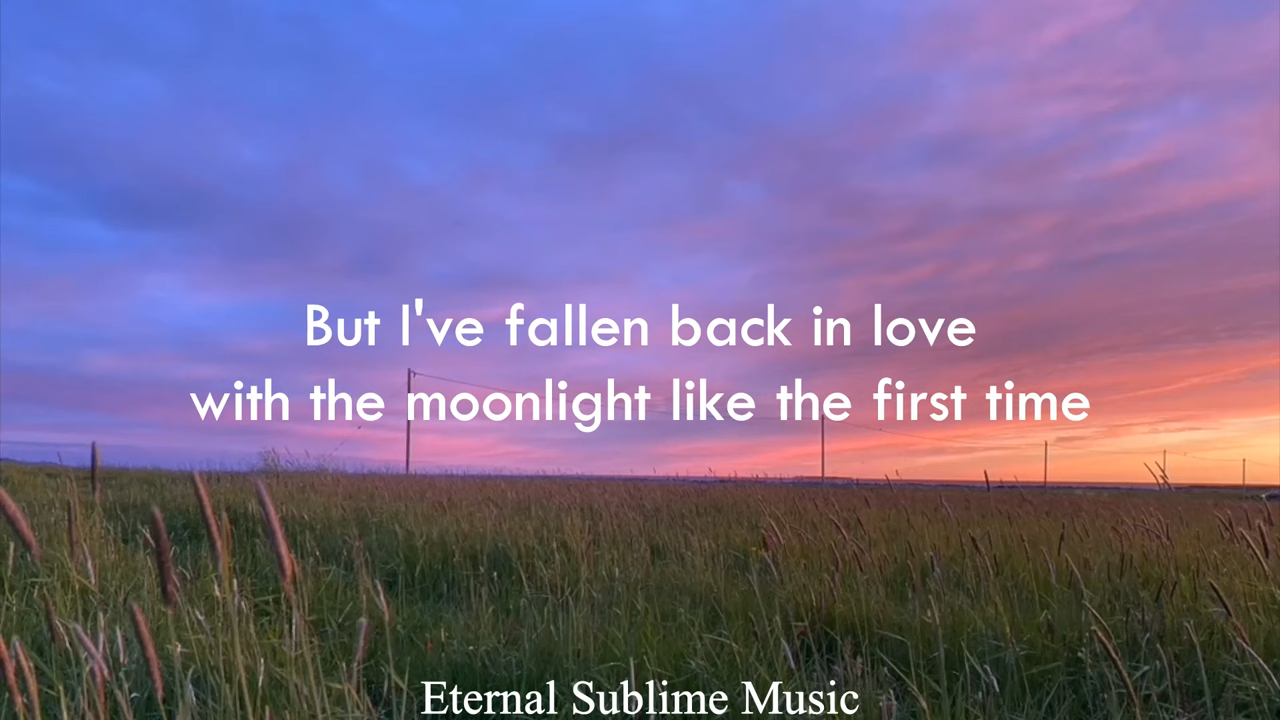 But I've fallen back in love
with the moonlight like the first time
Eternal Sublime Music